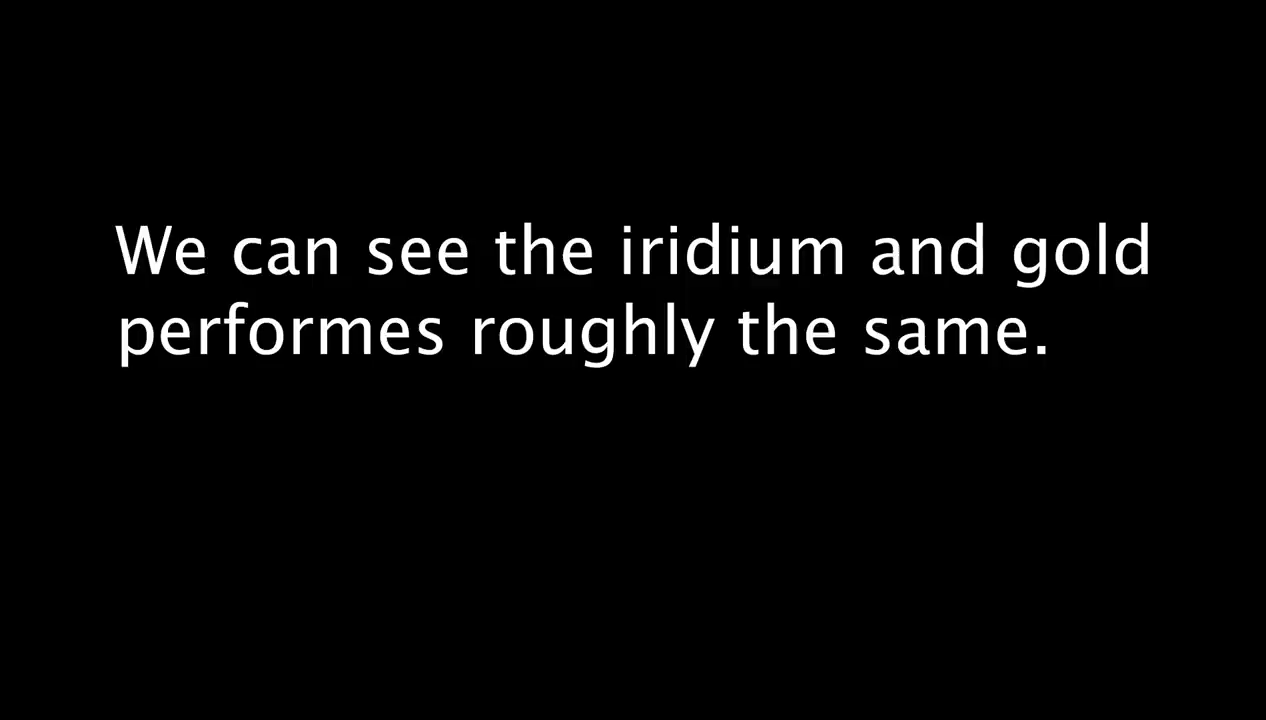 We can see the iridium and gold
performes roughly the same.